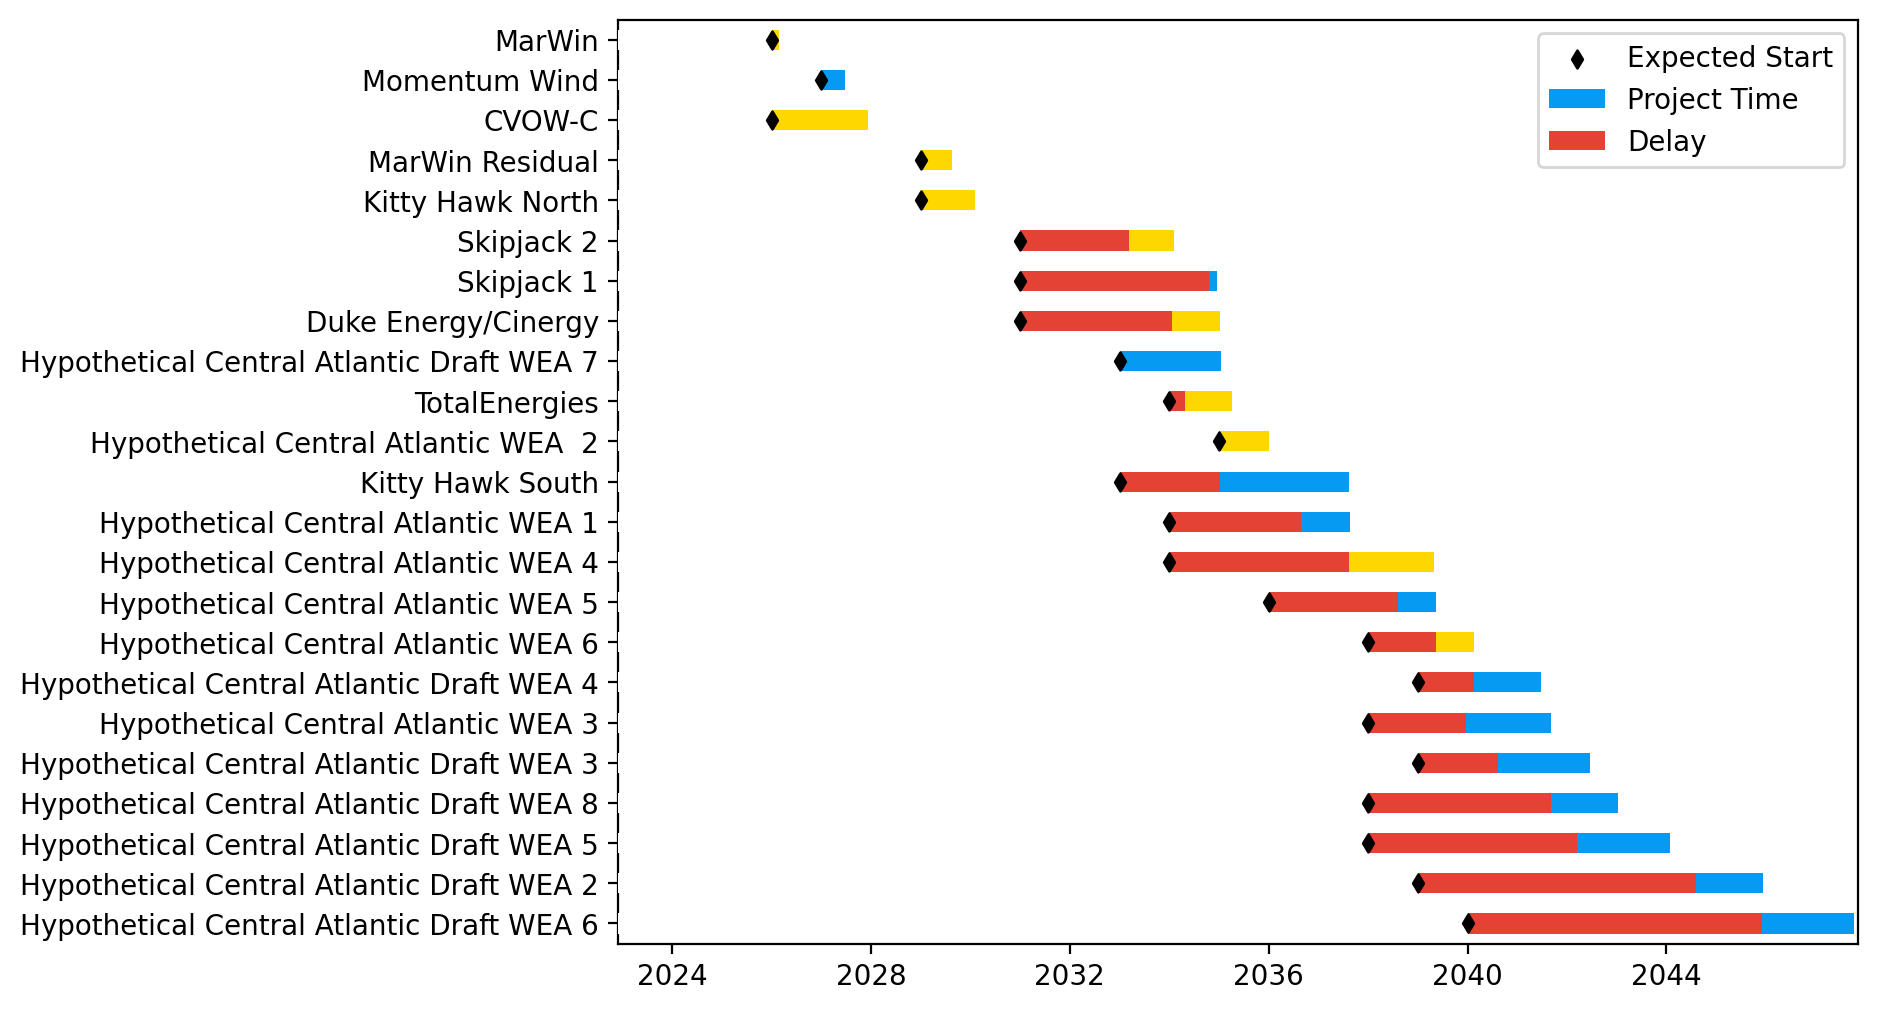 MarWin
Momentum Wind
CVOW-C
MarWin Residual
Kitty Hawk North
Skipjack 2
Skipjack 1
Duke Energy/Cinergy
Hypothetical Central Atlantic Draft WEA 7
TotalEnergies
Hypothetical Central Atlantic WEA  2
Kitty Hawk South
Hypothetical Central Atlantic WEA 1
Hypothetical Central Atlantic WEA 4
Hypothetical Central Atlantic WEA 5
Hypothetical Central Atlantic WEA 6
Hypothetical Central Atlantic Draft WEA 4
Hypothetical Central Atlantic WEA 3
Hypothetical Central Atlantic Draft WEA 3
Hypothetical Central Atlantic Draft WEA 8
Hypothetical Central Atlantic Draft WEA 5
Hypothetical Central Atlantic Draft WEA 2
Hypothetical Central Atlantic Draft WEA 6
Expected Start
Project Time
Delay
2024 2028 2032 2036 2040 2044